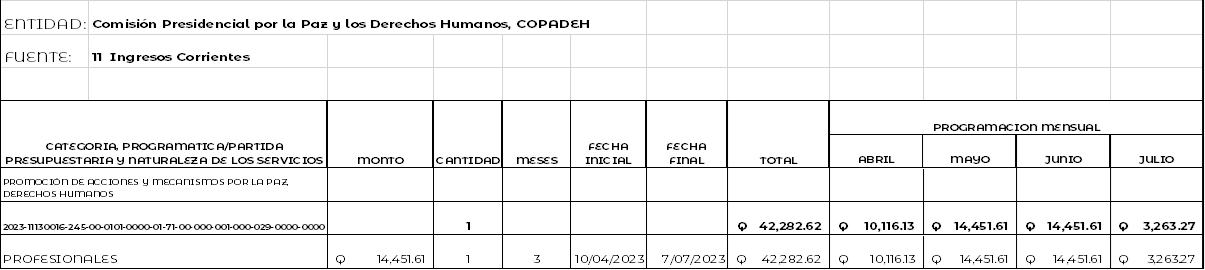 ENTIDAD: Comisión Presidencial por la Paz y los Derechos Humanos, COPADEH
FUENTE: 11 Ingresos Corrientes
PROGRAMACION MENSUAL
CATEGORIA, PROGRAMATICA/PARTIDA
PRESUPUESTARIA Y NATURALEZA DE LOS SERVICIOS MONTO CANTIDAD MESES FECHA INICIAL FECHA FINAL TOTAL ABRIL MAYO JUNIO JULIO
PROMOCIÓN DE ACCIONES Y MECANISMOS POR LA PAZ,
DERECHOS HUMANOS
2023-11130016-245-00-0101-0000-01-71-00-000-001-000-029-0000-0000 1 Q 42,282.62 Q 10,116.13 Q 14,451.61 Q 14,451.61 Q 3,263.27
PROFESIONALES Q 14,451.61 1 3 10/04/2023 7/07/2023 Q 42,282.62 Q 10,116.13 Q 14,451.61 Q 14,451.61 Q 3,263.27